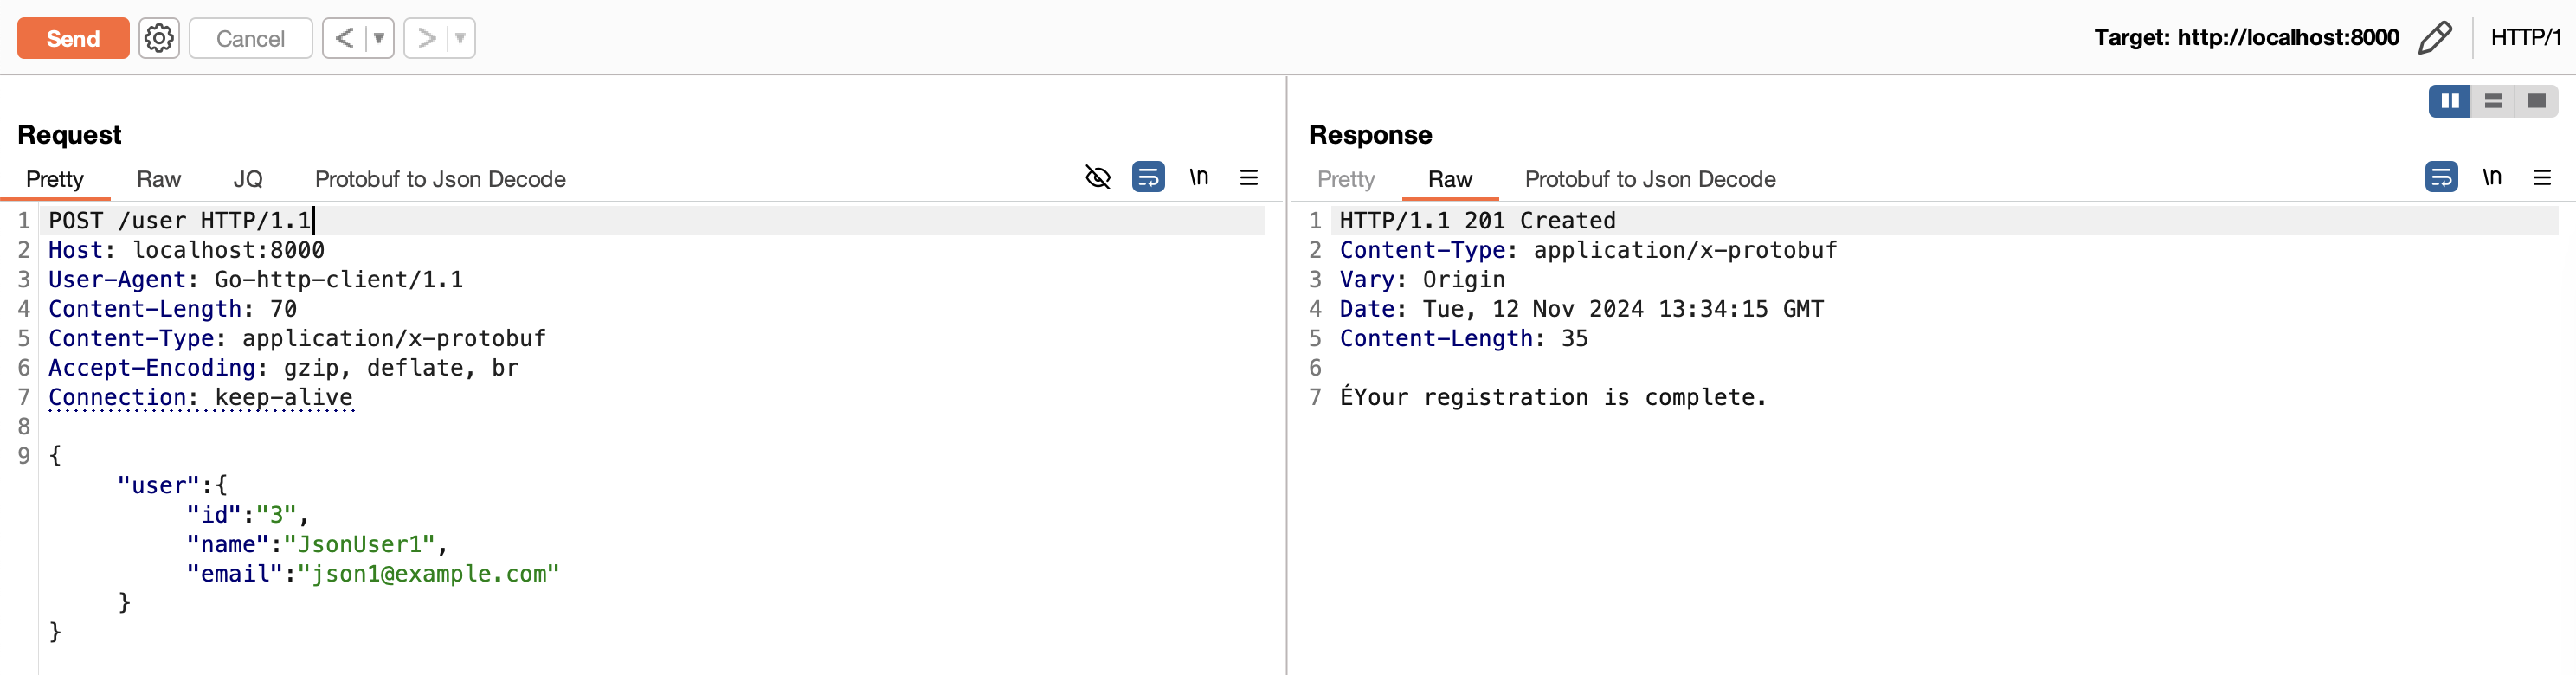 Send Cancel < ▼ > ▼ Target: http://localhost:8000 HTTP/1
Request
Pretty Raw JQ Protobuf to Json Decode \n
1 POST /user HTTP/1.1
2 Host: localhost:8000
3 User-Agent: Go-http-client/1.1
4 Content-Length: 70
5 Content-Type: application/x-protobuf
6 Accept-Encoding: gzip, deflate, br
7 Connection: keep-alive
8
9 {
"user":{
"id":"3",
"name":"JsonUser1",
"email":"json1@example.com"
}
}
Response
Pretty Raw Protobuf to Json Decode \n
1 HTTP/1.1 201 Created
2 Content-Type: application/x-protobuf
3 Vary: Origin
4 Date: Tue, 12 Nov 2024 13:34:15 GMT
5 Content-Length: 35
6
7 ÉYour registration is complete.